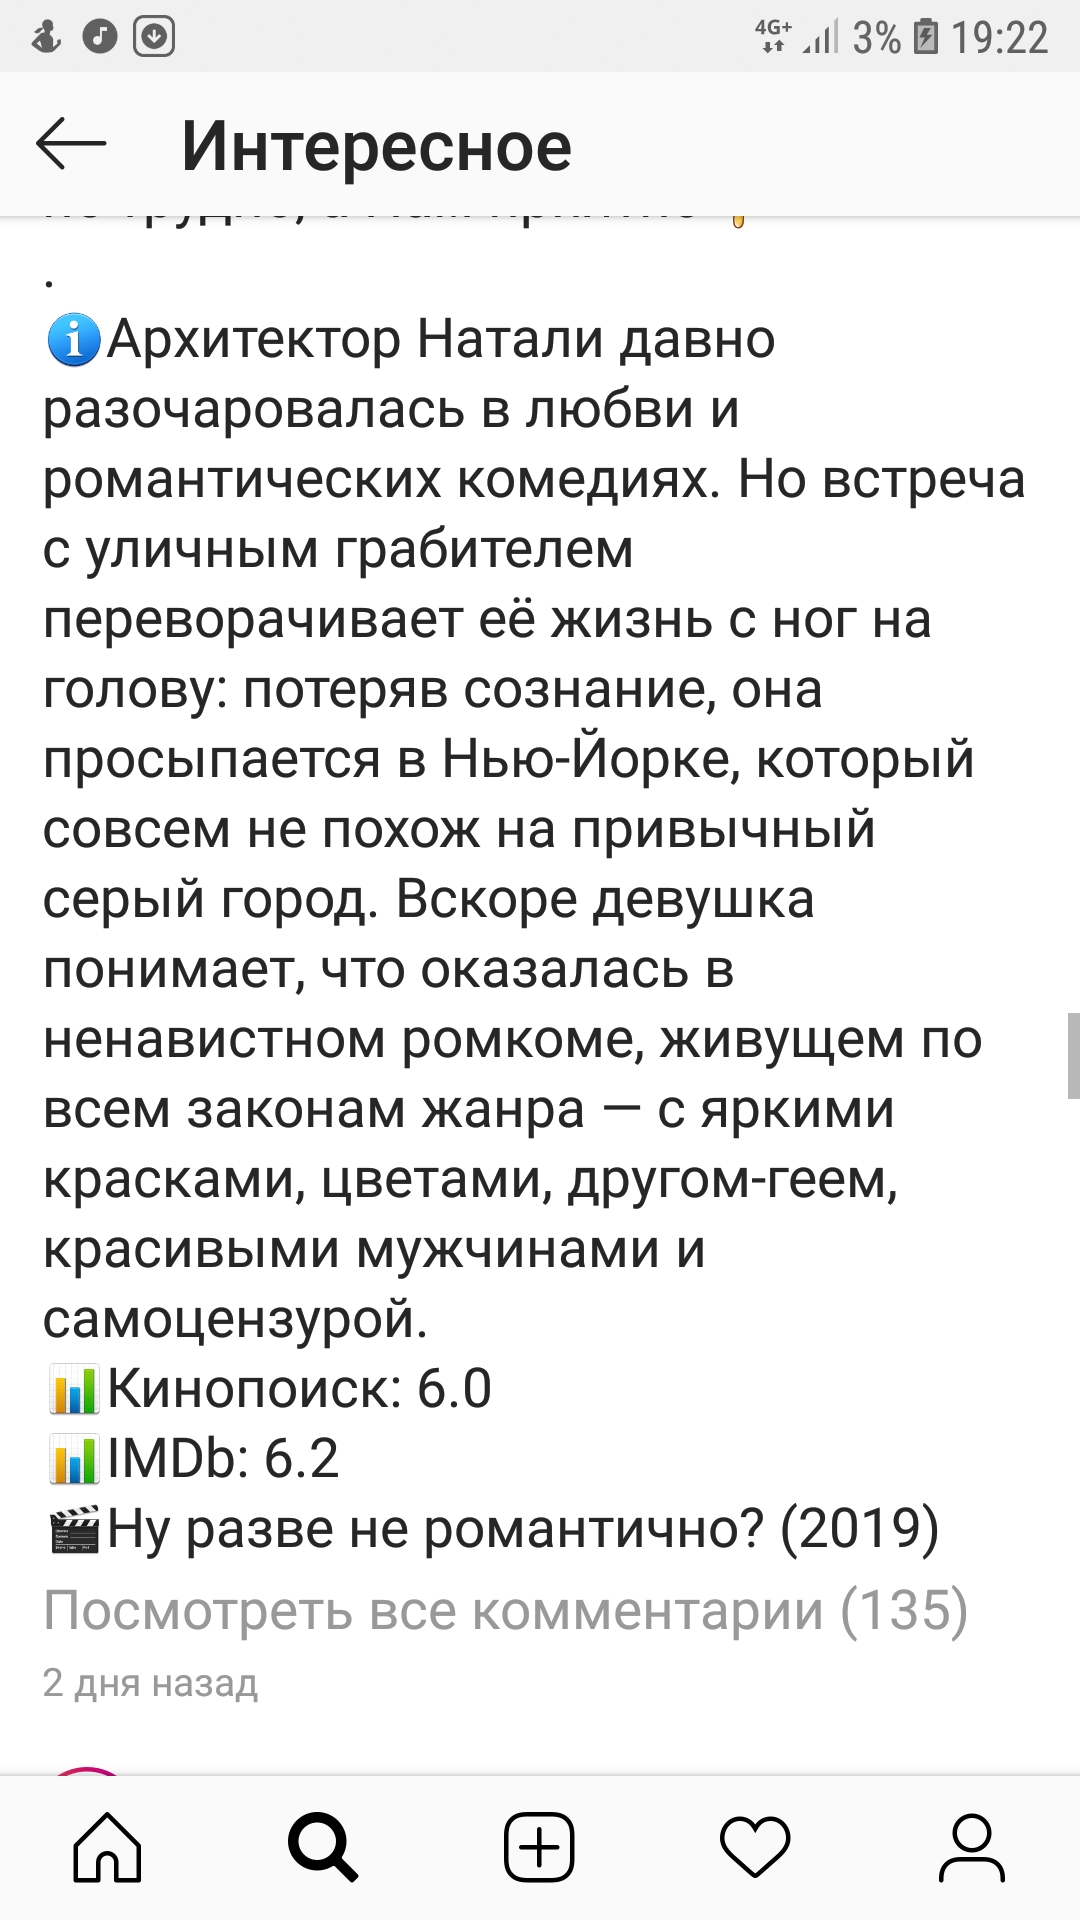 4G+ 3% 19:22
Интересное
.
Архитектор Натали давно
разочаровалась в любви и
романтических комедиях. Но встреча
с уличным грабителем
переворачивает её жизнь с ног на
голову: потеряв сознание, она
просыпается в Нью-Йорке, который
совсем не похож на привычный
серый город. Вскоре девушка
понимает, что оказалась в
ненавистном ромкоме, живущем по
всем законам жанра — с яркими
красками, цветами, другом-геем,
красивыми мужчинами и
самоцензурой.
Кинопоиск: 6.0
IMDb: 6.2
Ну разве не романтично? (2019)
Посмотреть все комментарии (135)
2 дня назад